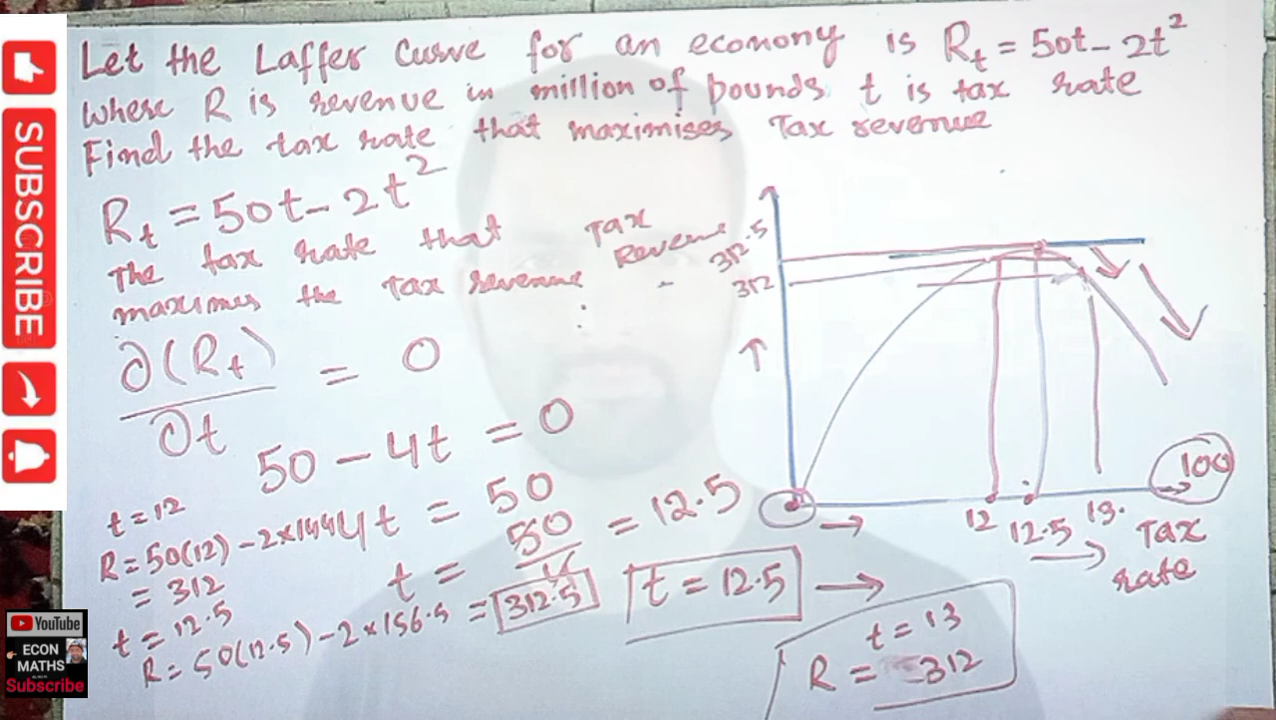 Let the Laffer Curve for an economy is Rt = 50t - 2t²
where R is revenue in million of pounds. t is tax rate
Find the tax rate that maximises Tax revenue
Rt = 50t - 2t²
The tax rate that
maximises the Tax revenue :
∂(Rt)/∂t = 0
50 - 4t = 0
4t = 50
t = 50/4 = 12.5
t = 12.5
t = 12
R = 50(12) - 2×144
= 312
t = 12.5
R = 50(12.5) - 2×156.5 = 312.5
Tax
Revenue
312.5
312
12
12.5
13.
100
Tax
rate
t = 13
R = 312
SUBSCRIBE
YouTube
ECON
MATHS
Subscribe